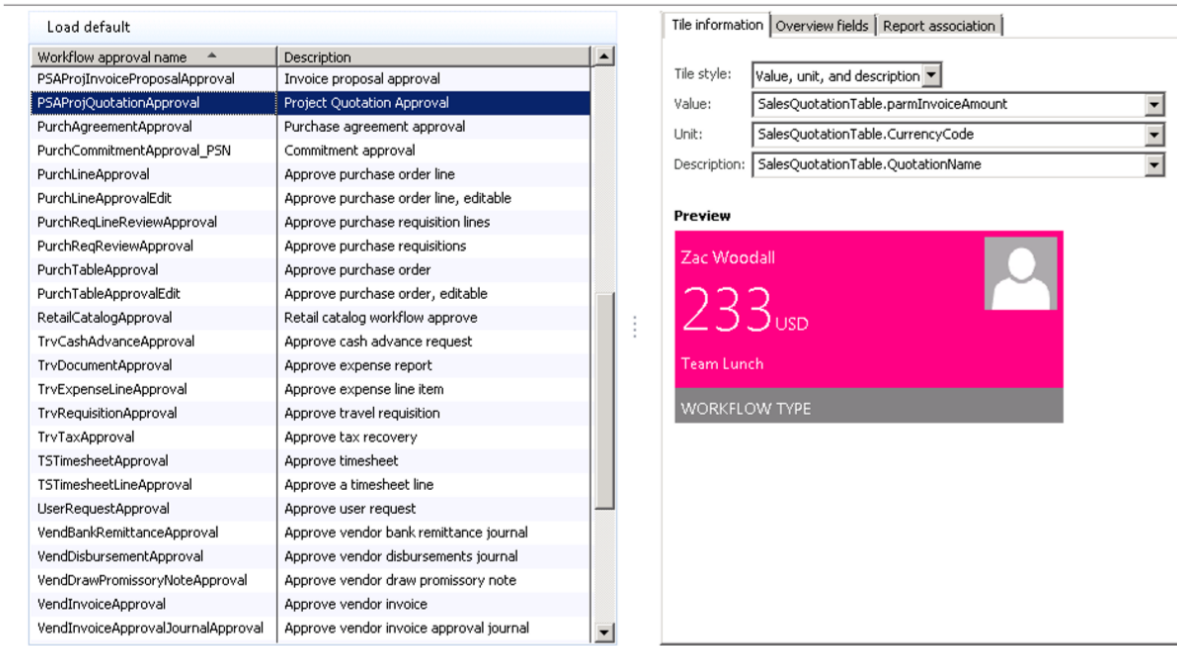 Load default
Workflow approval name Description
PSAProjInvoiceProposalApproval Invoice proposal approval
PSAProjQuotationApproval Project Quotation Approval
PurchAgreementApproval Purchase agreement approval
PurchCommitmentApproval_PSN Commitment approval
PurchLineApproval Approve purchase order line
PurchLineApprovalEdit Approve purchase order line, editable
PurchReqLineReviewApproval Approve purchase requisition lines
PurchReqReviewApproval Approve purchase requisitions
PurchTableApproval Approve purchase order
PurchTableApprovalEdit Approve purchase order, editable
RetailCatalogApproval Retail catalog workflow approve
TrvCashAdvanceApproval Approve cash advance request
TrvDocumentApproval Approve expense report
TrvExpenseLineApproval Approve expense line item
TrvRequisitionApproval Approve travel requisition
TrvTaxApproval Approve tax recovery
TSTimesheetApproval Approve timesheet
TSTimesheetLineApproval Approve a timesheet line
UserRequestApproval Approve user request
VendBankRemittanceApproval Approve vendor bank remittance journal
VendDisbursementApproval Approve vendor disbursements journal
VendDrawPromissoryNoteApproval Approve vendor draw promissory note
VendInvoiceApproval Approve vendor invoice
VendInvoiceApprovalJournalApproval Approve vendor invoice approval journal
Tile information Overview fields Report association
Tile style: Value, unit, and description
Value: SalesQuotationTable.parmInvoiceAmount
Unit: SalesQuotationTable.CurrencyCode
Description: SalesQuotationTable.QuotationName
Preview
Zac Woodall
233 USD
Team Lunch
WORKFLOW TYPE